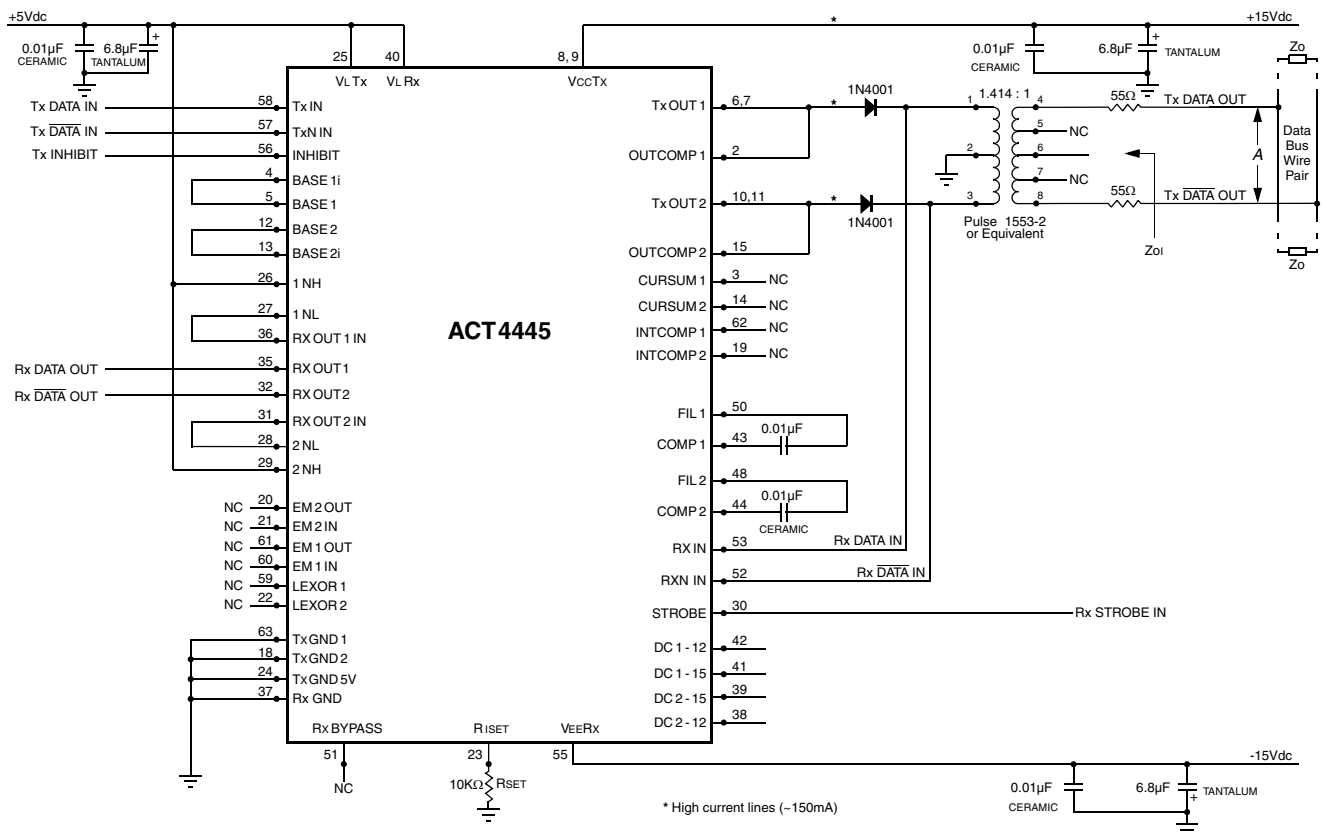 +5Vdc
0.01µF
CERAMIC
6.8µF
+
TANTALUM
25
40
8, 9
*
+15Vdc
0.01µF
CERAMIC
6.8µF
+
TANTALUM
Zo
VL Tx
VL Rx
VCCTx
Tx DATA IN
58
Tx IN
Tx DATA IN
57
TxN IN
Tx INHIBIT
56
INHIBIT
4
BASE 1i
5
BASE 1
12
BASE 2
13
BASE 2i
26
1 NH
27
1 NL
36
RX OUT 1 IN
Rx DATA OUT
35
RX OUT 1
Rx DATA OUT
32
RX OUT 2
31
RX OUT 2 IN
28
2 NL
29
2 NH
NC
20
EM 2 OUT
NC
21
EM 2 IN
NC
61
EM 1 OUT
NC
60
EM 1 IN
NC
59
LEXOR 1
NC
22
LEXOR 2
63
Tx GND 1
18
Tx GND 2
24
Tx GND 5V
37
Rx GND
ACT4445
Tx OUT 1
6,7
*
1N4001
OUTCOMP 1
2
Tx OUT 2
10,11
*
1N4001
OUTCOMP 2
15
CURSUM 1
3
NC
CURSUM 2
14
NC
INTCOMP 1
62
NC
INTCOMP 2
19
NC
1.414 : 1
1
2
3
4
5
NC
6
7
NC
8
Pulse 1553-2
or Equivalent
55Ω
Tx DATA OUT
55Ω
Tx DATA OUT
A
Data
Bus
Wire
Pair
ZoI
Zo
FIL 1
50
0.01µF
COMP 1
43
FIL 2
48
0.01µF
COMP 2
44
CERAMIC
RX IN
53
Rx DATA IN
RXN IN
52
Rx DATA IN
STROBE
30
Rx STROBE IN
DC 1 - 12
42
DC 1 - 15
41
DC 2 - 15
39
DC 2 - 12
38
Rx BYPASS
51
NC
R ISET
23
10KΩ
RSET
VEERx
55
-15Vdc
0.01µF
CERAMIC
6.8µF
+
TANTALUM
* High current lines (~150mA)